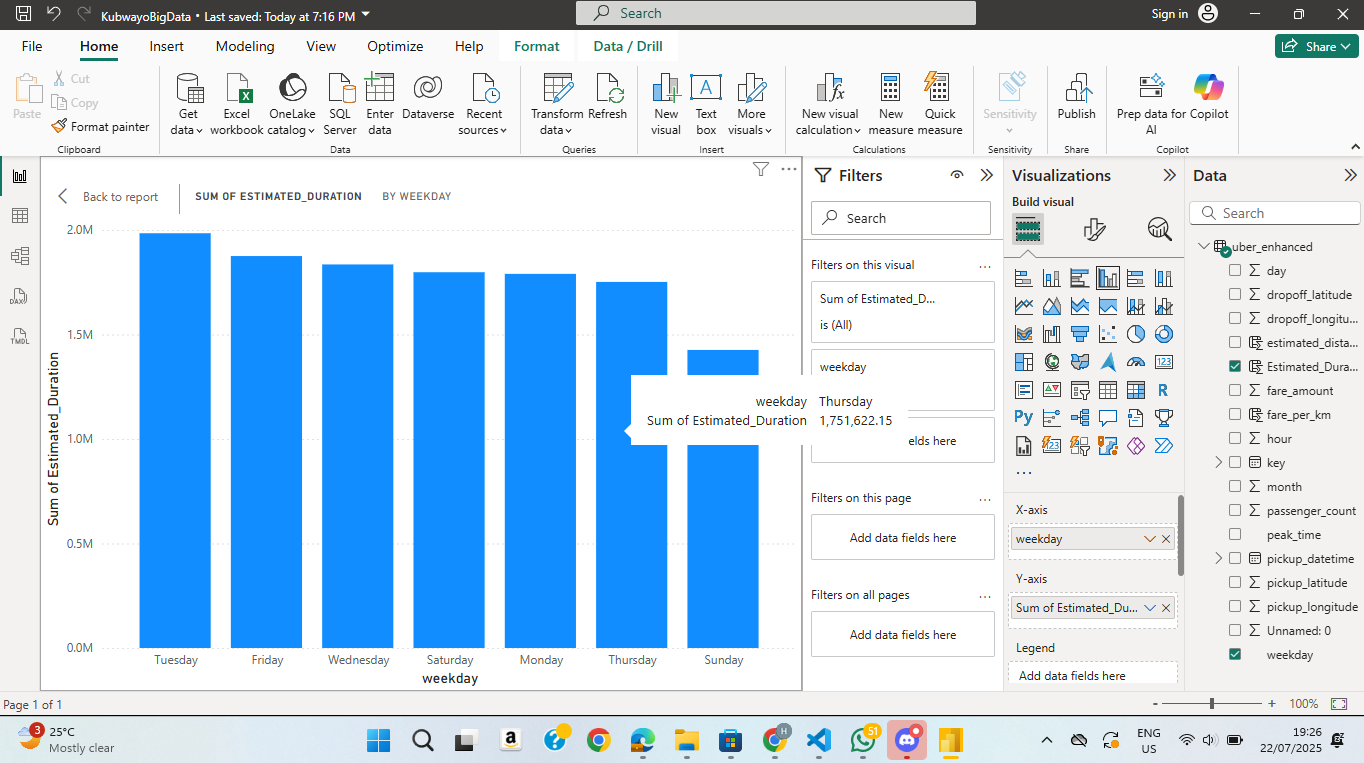 KubwayoBigData • Last saved: Today at 7:16 PM
Search
Sign in
File Home Insert Modeling View Optimize Help Format Data / Drill
Share
Paste
Cut
Copy
Format painter
Clipboard
Get data
Excel workbook
OneLake catalog
SQL Server
Enter data
Dataverse
Recent sources
Data
Transform data
Refresh
Queries
New visual
Text box
More visuals
Insert
New visual calculation
New measure
Quick measure
Calculations
Sensitivity
Sensitivity
Publish
Share
Prep data for AI
Copilot
Copilot
Back to report
SUM OF ESTIMATED_DURATION BY WEEKDAY
2.0M
1.5M
1.0M
0.5M
0.0M
Sum of Estimated_Duration
Tuesday Friday Wednesday Saturday Monday Thursday Sunday
weekday
weekday Thursday
Sum of Estimated_Duration 1,751,622.15
Filters
Search
Filters on this visual ...
Sum of Estimated_D...
is (All)
weekday
elds here
Filters on this page ...
Add data fields here
Filters on all pages ...
Add data fields here
Visualizations
Build visual
123
R
Py
...
X-axis
weekday
Y-axis
Sum of Estimated_Du...
Legend
Add data fields here
Data
Search
uber_enhanced
day
dropoff_latitude
dropoff_longitu...
estimated_dista...
Estimated_Dura...
fare_amount
fare_per_km
hour
key
month
passenger_count
peak_time
pickup_datetime
pickup_latitude
pickup_longitude
Unnamed: 0
weekday
DAX
TMDL
Page 1 of 1
- + 100%
3
25°C
Mostly clear
a
H
51
ENG
US
19:26
22/07/2025